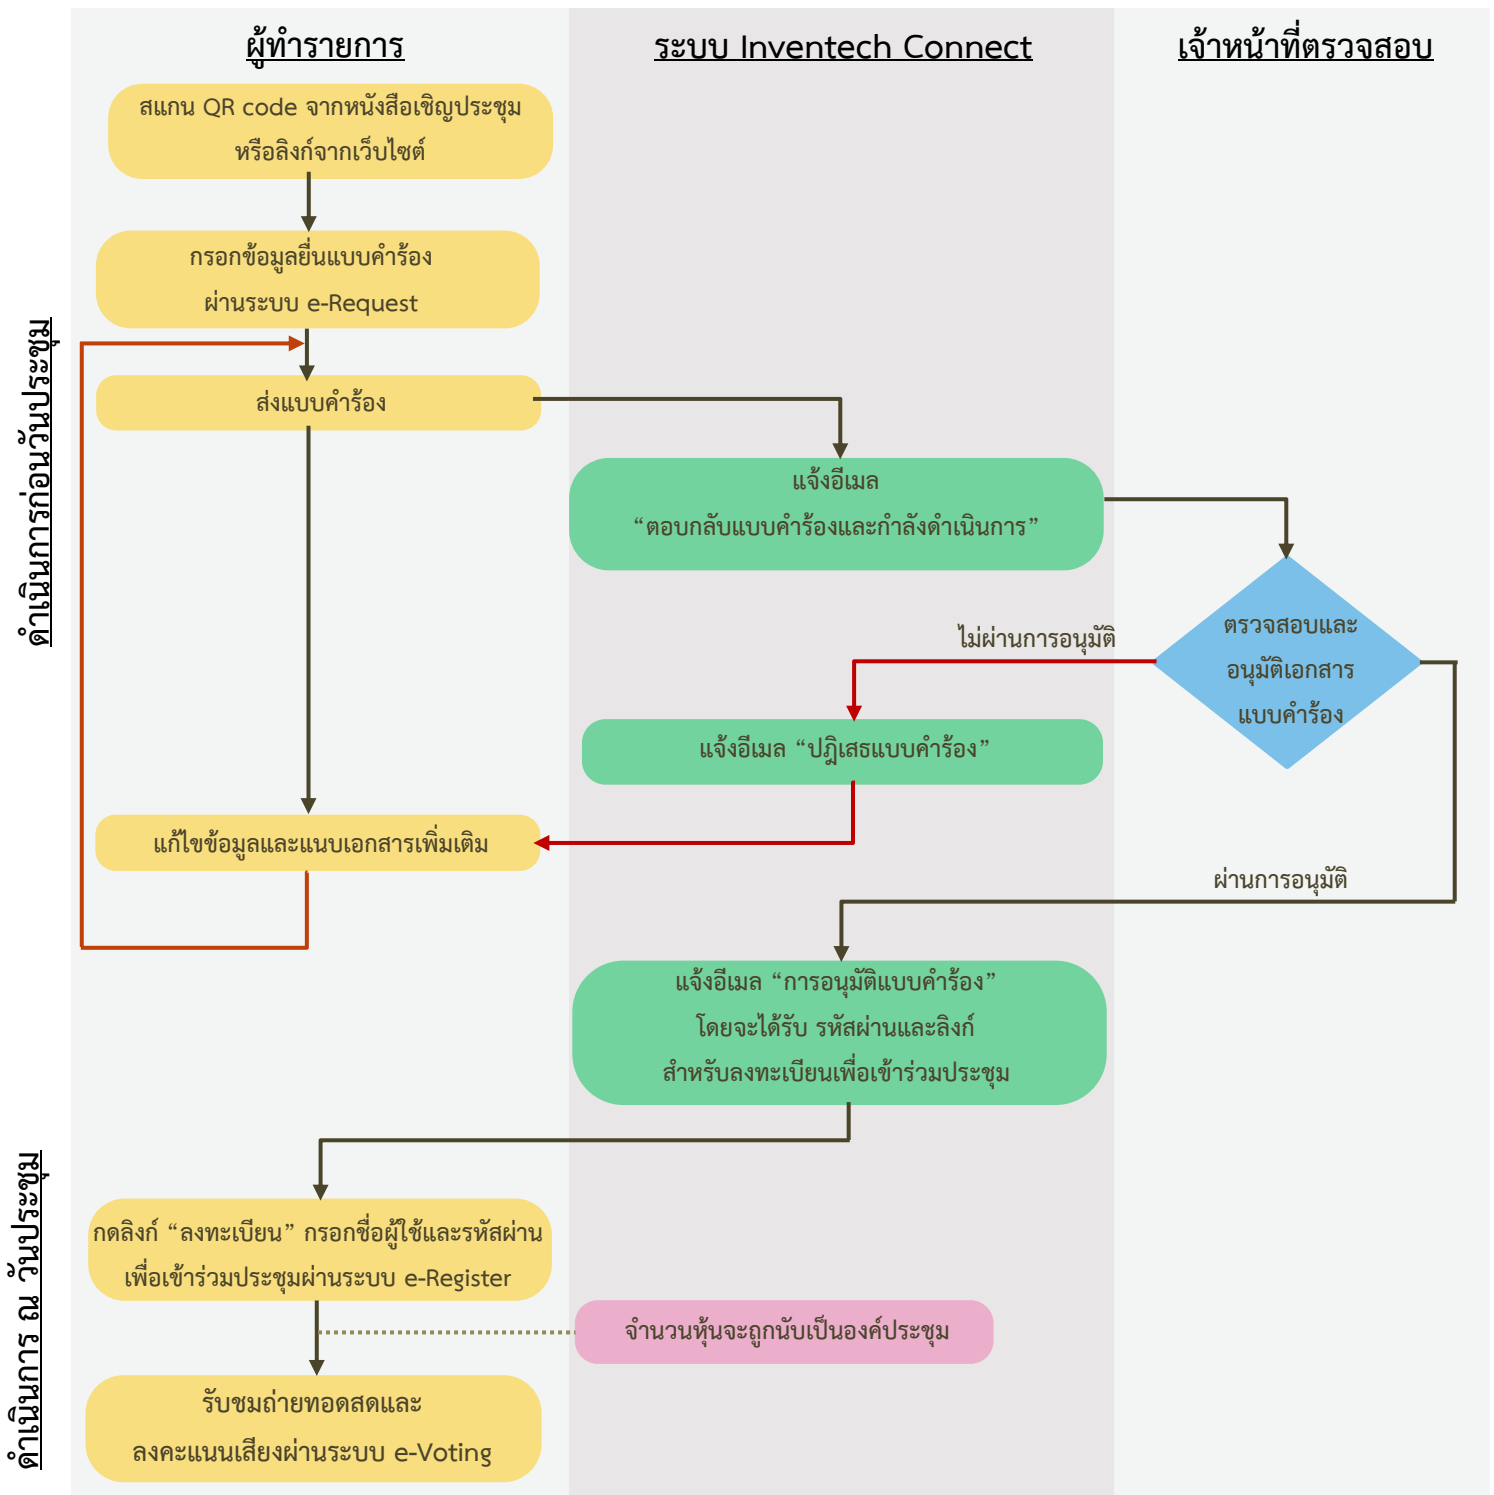 ผู้ทำรายการ
ระบบ Inventech Connect
เจ้าหน้าที่ตรวจสอบ
ดำเนินการก่อนวันประชุม
สแกน QR code จากหนังสือเชิญประชุม
หรือลิงก์จากเว็บไซต์
กรอกข้อมูลยื่นแบบคำร้อง
ผ่านระบบ e-Request
ส่งแบบคำร้อง
แจ้งอีเมล
“ตอบกลับแบบคำร้องและกำลังดำเนินการ”
ตรวจสอบและ
อนุมัติเอกสาร
แบบคำร้อง
ไม่ผ่านการอนุมัติ
แจ้งอีเมล “ปฎิเสธแบบคำร้อง”
แก้ไขข้อมูลและแนบเอกสารเพิ่มเติม
ผ่านการอนุมัติ
แจ้งอีเมล “การอนุมัติแบบคำร้อง”
โดยจะได้รับ รหัสผ่านและลิงก์
สำหรับลงทะเบียนเพื่อเข้าร่วมประชุม
ดำเนินการ ณ วันประชุม
กดลิงก์ “ลงทะเบียน” กรอกชื่อผู้ใช้และรหัสผ่าน
เพื่อเข้าร่วมประชุมผ่านระบบ e-Register
จำนวนหุ้นจะถูกนับเป็นองค์ประชุม
รับชมถ่ายทอดสดและ
ลงคะแนนเสียงผ่านระบบ e-Voting